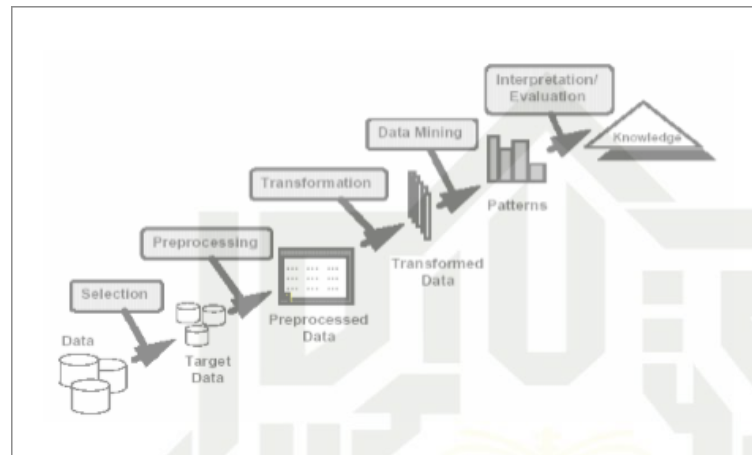 Interpretation/
Evaluation
Knowledge
Data Mining
Patterns
Transformation
Transformed
Data
Preprocessing
Preprocessed
Data
Selection
Target
Data
Data